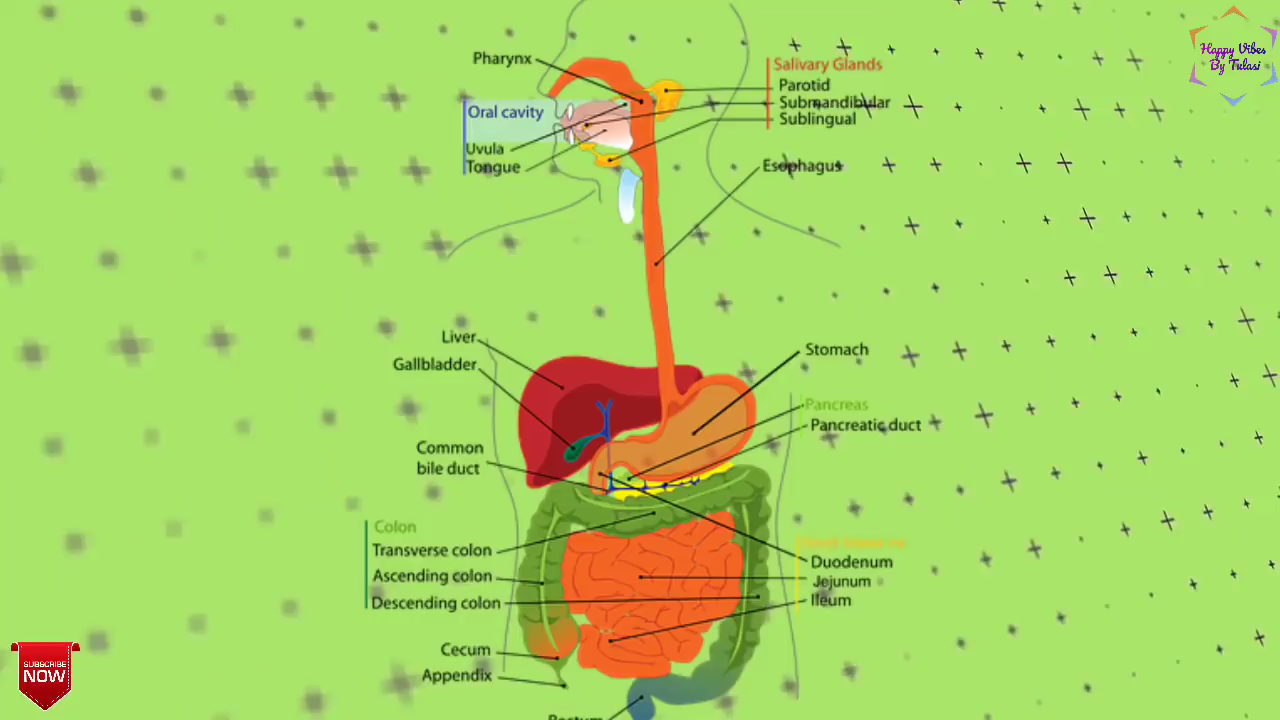 Happy Vibes
By Tulasi
Pharynx
Salivary Glands
Parotid
Submandibular
Sublingual
Oral cavity
Uvula
Tongue
Esophagus
Liver
Gallbladder
Stomach
Pancreas
Pancreatic duct
Common
bile duct
Colon
Transverse colon
Ascending colon
Descending colon
Duodenum
Jejunum
Ileum
Cecum
Appendix
SUBSCRIBE
NOW